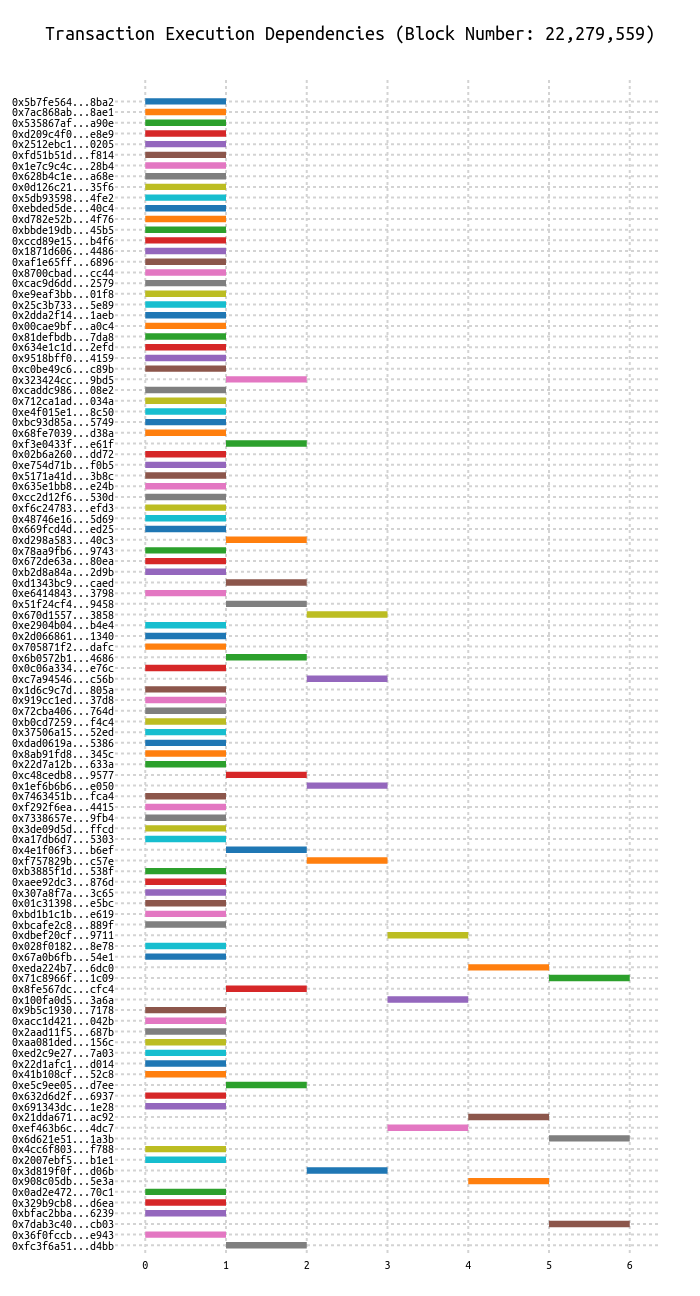 Transaction Execution Dependencies (Block Number: 22,279,559)
0x5b7fe564...8ba2
0x7ac868ab...8ae1
0x535867af...a90e
0xd209c4f0...e8e9
0x2512ebc1...0205
0xfd51b51d...f814
0x1e7c9c4c...28b4
0x628b4c1e...a68e
0x0d126c21...35f6
0x5db93598...4fe2
0xebded5de...40c4
0xd782e52b...4f76
0xbbde19db...45b5
0xccd89e15...b4f6
0x1871d606...4486
0xaf1e65ff...6896
0x8700cbad...cc44
0xcac9d6dd...2579
0xe9eaf3bb...01f8
0x25c3b733...5e89
0x2dda2f14...1aeb
0x00cae9bf...a0c4
0x81defbdb...7da8
0x634e1c1d...2efd
0x9518bff0...4159
0xc0be49c6...c89b
0x323424cc...9bd5
0xcaddc986...08e2
0x712ca1ad...034a
0xe4f015e1...8c50
0xbc93d85a...5749
0x68fe7039...d38a
0xf3e0433f...e61f
0x02b6a260...dd72
0xe754d71b...f0b5
0x5171a41d...3b8c
0x635e1bb8...e24b
0xcc2d12f6...530d
0xf6c24783...efd3
0x48746e16...5d69
0x669fcd4d...ed25
0xd298a583...40c3
0x78aa9fb6...9743
0x672de63a...80ea
0xb2d8a84a...2d9b
0xd1343bc9...caed
0xe6414843...3798
0x51f24cf4...9458
0x670d1557...3858
0xe2904b04...b4e4
0x2d066861...1340
0x705871f2...dafc
0x6b0572b1...4686
0x0c06a334...e76c
0xc7a94546...c56b
0x1d6c9c7d...805a
0x919cc1ed...37d8
0x72cba406...764d
0xb0cd7259...f4c4
0x37506a15...52ed
0xdad0619a...5386
0x8ab91fd8...345c
0x22d7a12b...633a
0xc48cedb8...9577
0x1ef6b6b6...e050
0x7463451b...fca4
0xf292f6ea...4415
0x7338657e...9fb4
0x3de09d5d...ffcd
0xa17db6d7...5303
0x4e1f06f3...b6ef
0xf757829b...c57e
0xb3885f1d...538f
0xaee92dc3...876d
0x307a8f7a...3c65
0x01c31398...e5bc
0xbd1b1c1b...e619
0xbcafe2c8...889f
0xdbef20cf...9711
0x028f0182...8e78
0x67a0b6fb...54e1
0xeda224b7...6dc0
0x71c8966f...1c09
0x8fe567dc...cfc4
0x100fa0d5...3a6a
0x9b5c1930...7178
0xacc1d421...042b
0x2aad11f5...687b
0xaa081ded...156c
0xed2c9e27...7a03
0x22d1afc1...d014
0x41b108cf...52c8
0xe5c9ee05...d7ee
0x632d6d2f...6937
0x691343dc...1e28
0x21dda671...ac92
0xef463b6c...4dc7
0x6d621e51...1a3b
0x4cc6f803...f788
0x2007ebf5...b1e1
0x3d819f0f...d06b
0x908c05db...5e3a
0x0ad2e472...70c1
0x329b9cb8...d6ea
0xbfac2bba...6239
0x7dab3c40...cb03
0x36f0fccb...e943
0xfc3f6a51...d4bb
0 1 2 3 4 5 6